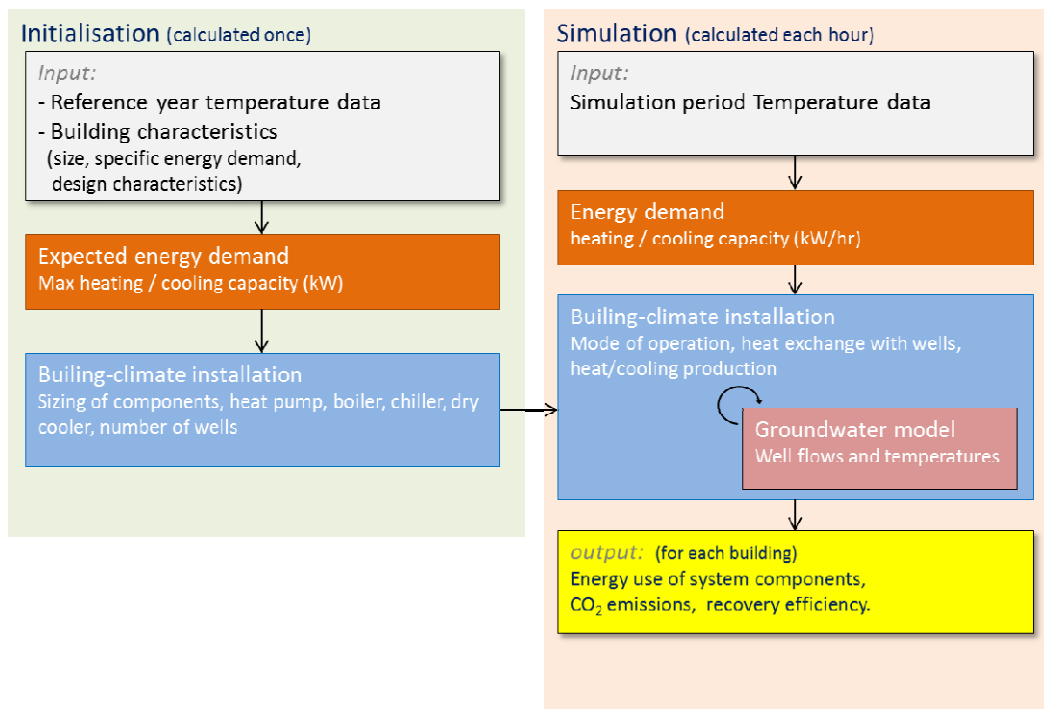 Initialisation (calculated once)
Input:
- Reference year temperature data
- Building characteristics
(size, specific energy demand,
design characteristics)
Expected energy demand
Max heating / cooling capacity (kW)
Builing-climate installation
Sizing of components, heat pump, boiler, chiller, dry
cooler, number of wells
Simulation (calculated each hour)
Input:
Simulation period Temperature data
Energy demand
heating / cooling capacity (kW/hr)
Builing-climate installation
Mode of operation, heat exchange with wells,
heat/cooling production
Groundwater model
Well flows and temperatures
output: (for each building)
Energy use of system components,
CO₂ emissions, recovery efficiency.